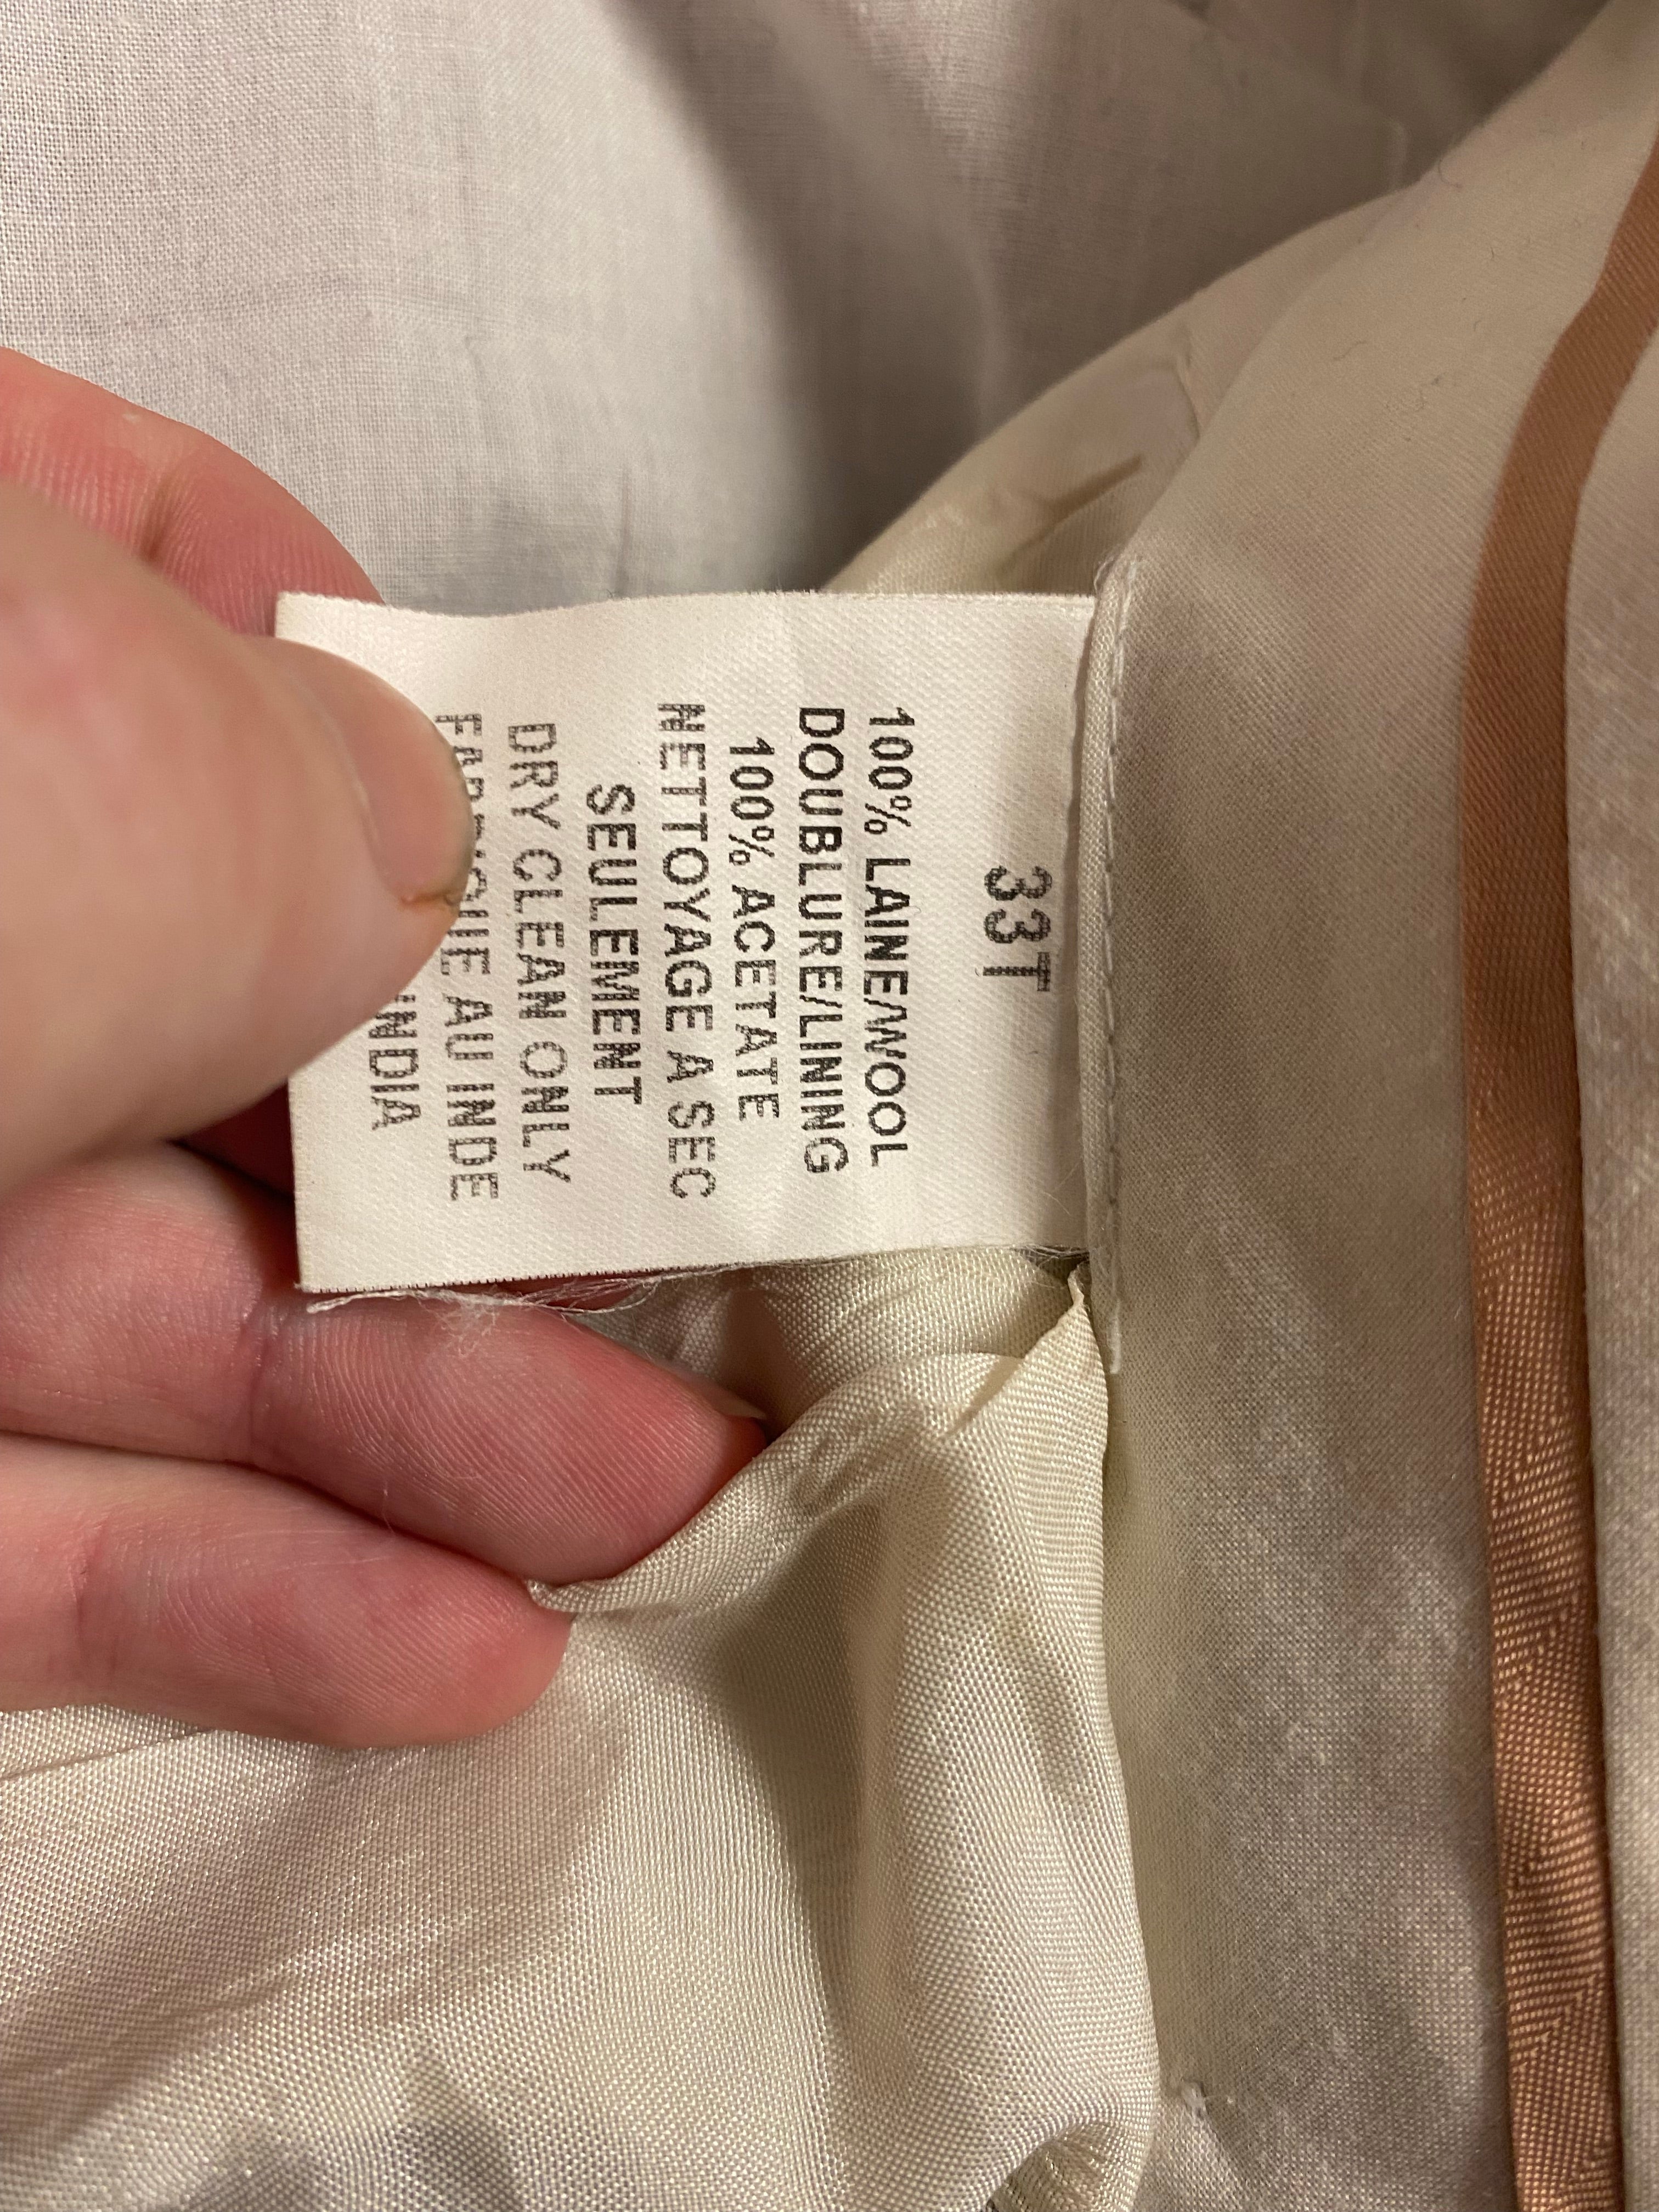 33T
100% LAINE/WOOL
DOUBLURE/LINING
100% ACETATE
NETTOYAGE A SEC
SEULEMENT
DRY CLEAN ONLY
AU INDE